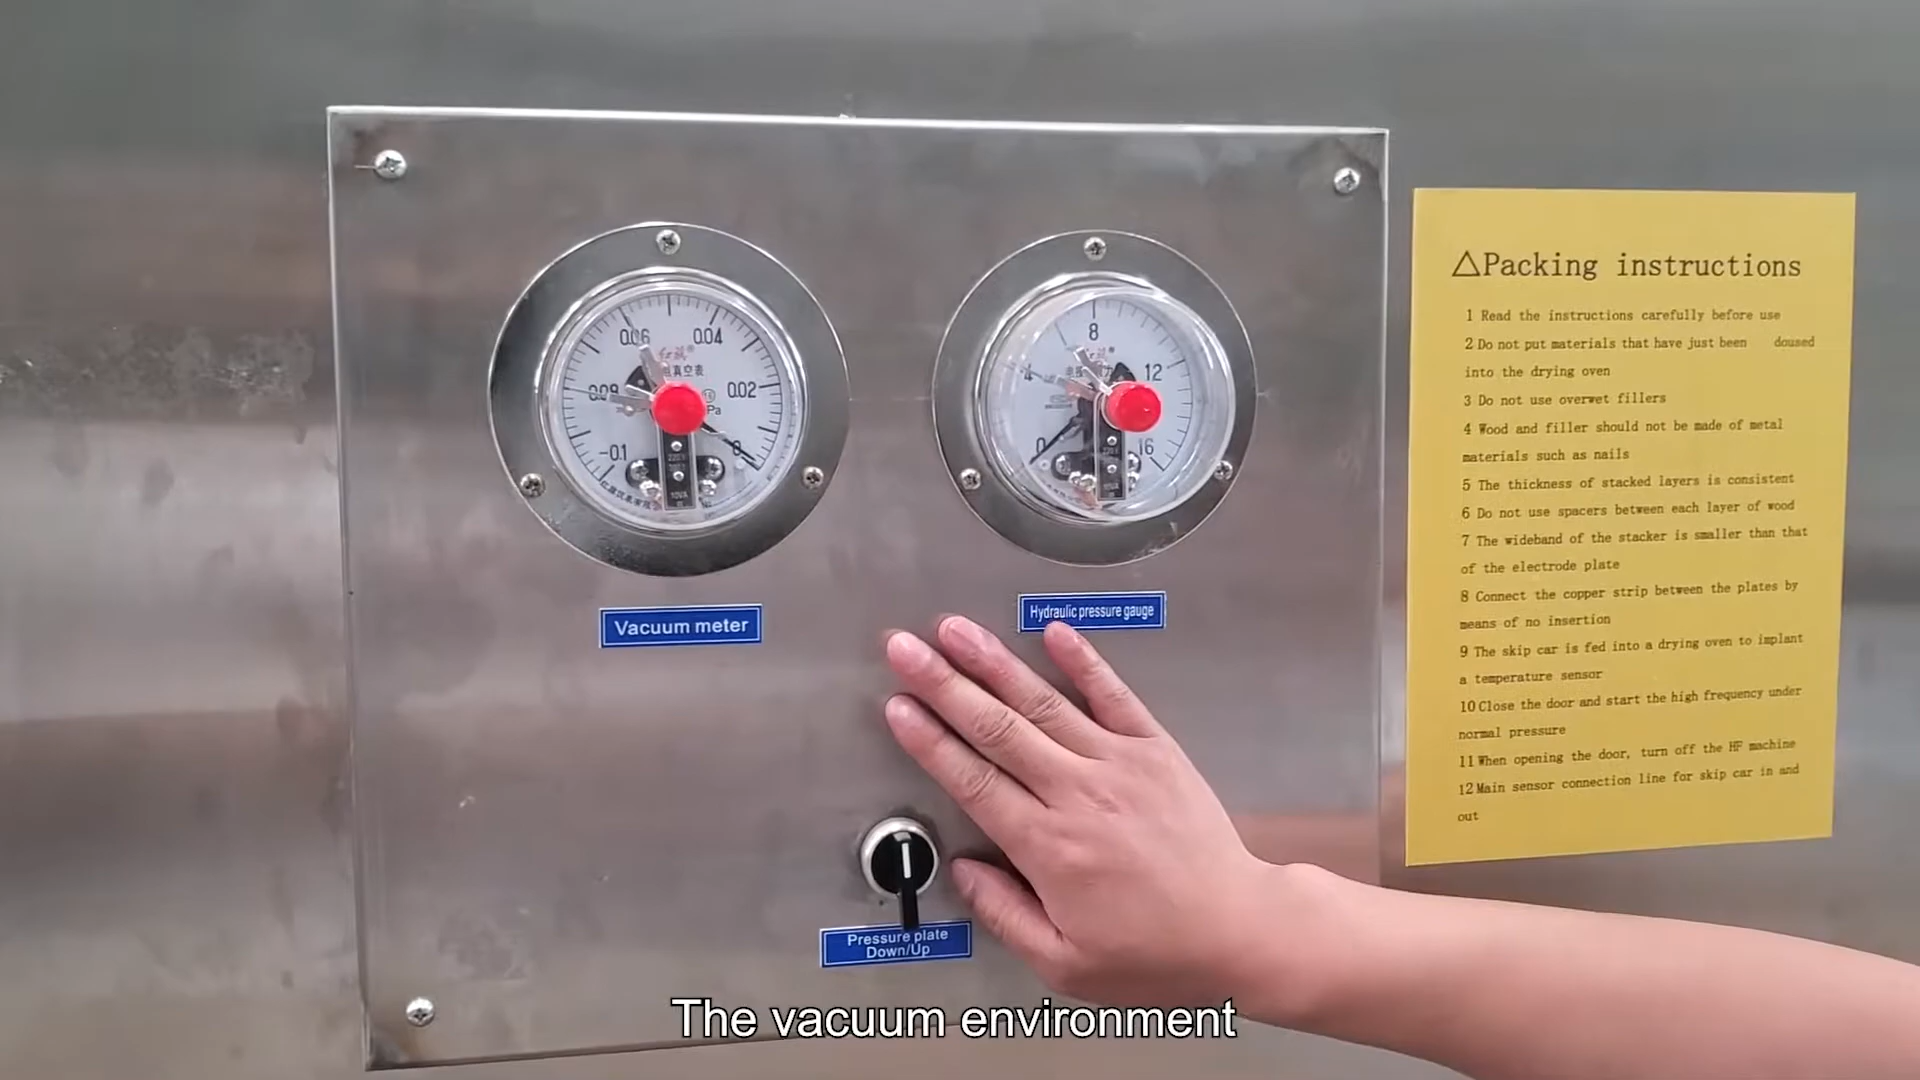 0.06
0.04
0.02
0
-0.1
8
4
12
0
16
Vacuum meter
Hydraulic pressure gauge
Pressure plate
Down/Up
△Packing instructions
1 Read the instructions carefully before use
2 Do not put materials that have just been doused
into the drying oven
3 Do not use overwet fillers
4 Wood and filler should not be made of metal
materials such as nails
5 The thickness of stacked layers is consistent
6 Do not use spacers between each layer of wood
7 The wideband of the stacker is smaller than that
of the electrode plate
8 Connect the copper strip between the plates by
means of no insertion
9 The skip car is fed into a drying oven to implant
a temperature sensor
10 Close the door and start the high frequency under
normal pressure
11 When opening the door, turn off the HF machine
12 Main sensor connection line for skip car in and
out
The vacuum environment